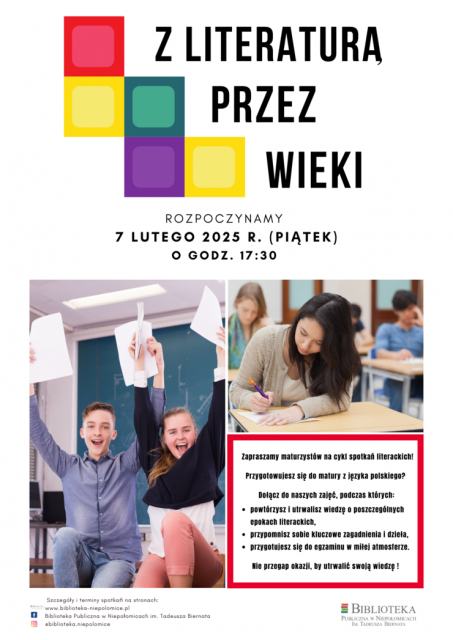 Z LITERATURĄ
PRZEZ
WIEKI
ROZPOCZYNAMY
7 LUTEGO 2025 R. (PIĄTEK)
O GODZ. 17:30
Zapraszamy maturzystów na cykl spotkań literackich!
Przygotowujesz się do matury z języka polskiego?
Dołącz do naszych zajęć, podczas których:
• powtórzysz i utrwalisz wiedzę o poszczególnych
epokach literackich,
• przypomnisz sobie kluczowe zagadnienia i dzieła,
• przygotujesz się do egzaminu w miłej atmosferze.
Nie przegap okazji, by utrwalić swoją wiedzę !
Szczegóły i terminy spotkań na stronach:
www.biblioteka-niepolomice.pl
Biblioteka Publiczna w Niepołomicach im. Tadeusza Biernata
ebiblioteka.niepolomice
BIBLIOTEKA
PUBLICZNA W NIEPOŁOMICACH
IM. TADEUSZA BIERNATA